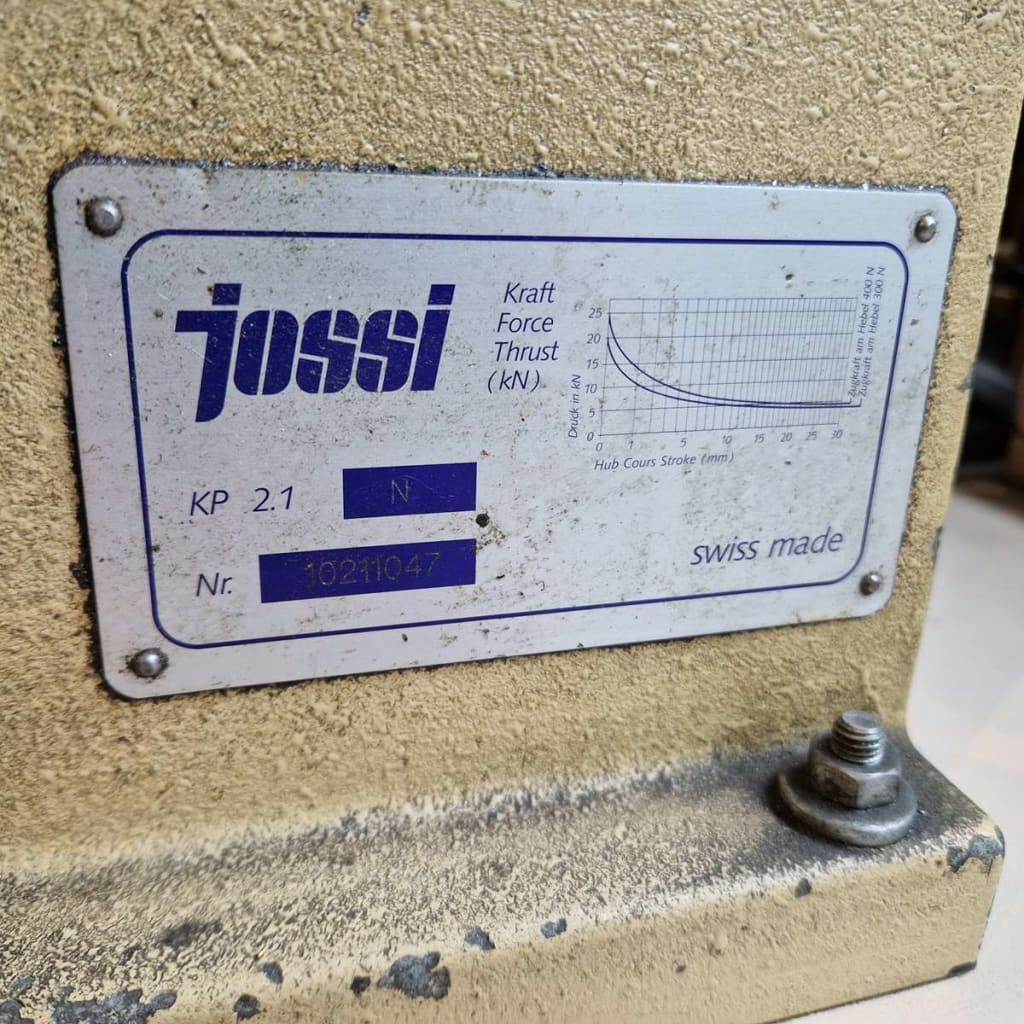 jossi
Kraft
Force
Thrust
(kN)
25
20
15
10
5
0
Druck in kN
0 1 5 10 15 20 25 30
Hub Cours Stroke (mm)
Zugkraft am Hebel 400 N
Zugkraft am Hebel 300 N
KP 2.1 N
Nr. 10211047
swiss made